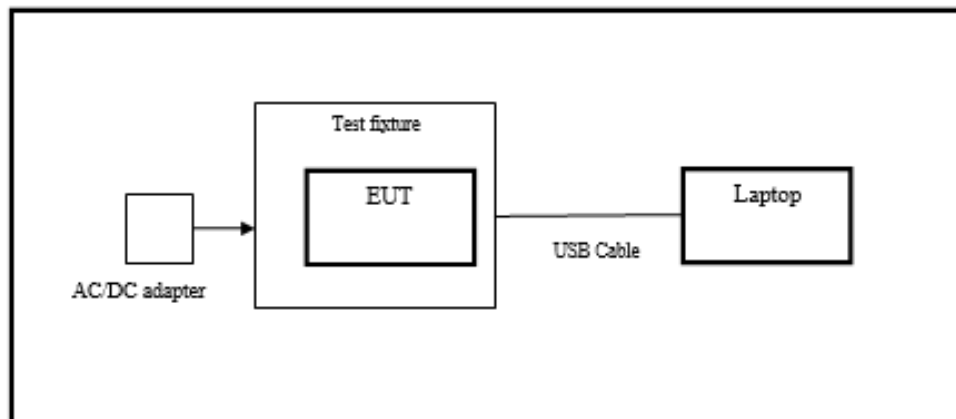 Test fixture
EUT
Laptop
USB Cable
AC/DC adapter